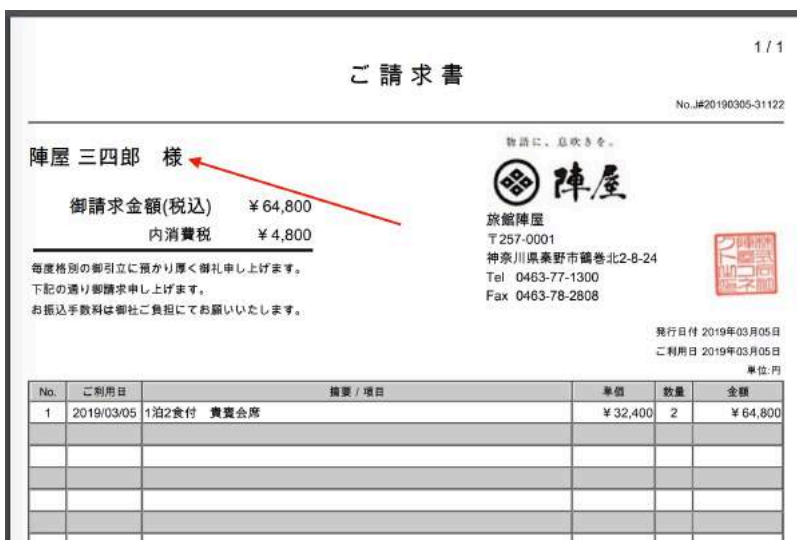 1 / 1
ご 請 求 書
No.J#20190305-31122
陣屋 三四郎 様
御請求金額(税込) ¥ 64,800
内消費税 ¥ 4,800
毎度格別の御引立に預かり厚く御礼申し上げます。
下記の通り御請求申し上げます。
お振込手数料は御社ご負担にてお願いいたします。
物語に、息吹きを。
陣屋
旅館陣屋
〒257-0001
神奈川県秦野市鶴巻北2-8-24
Tel 0463-77-1300
Fax 0463-78-2808
発行日付 2019年03月05日
ご利用日 2019年03月05日
単位:円
No. ご利用日 摘要 / 項目 単価 数量 金額
1 2019/03/05 1泊2食付 貴賓会席 ¥ 32,400 2 ¥ 64,800